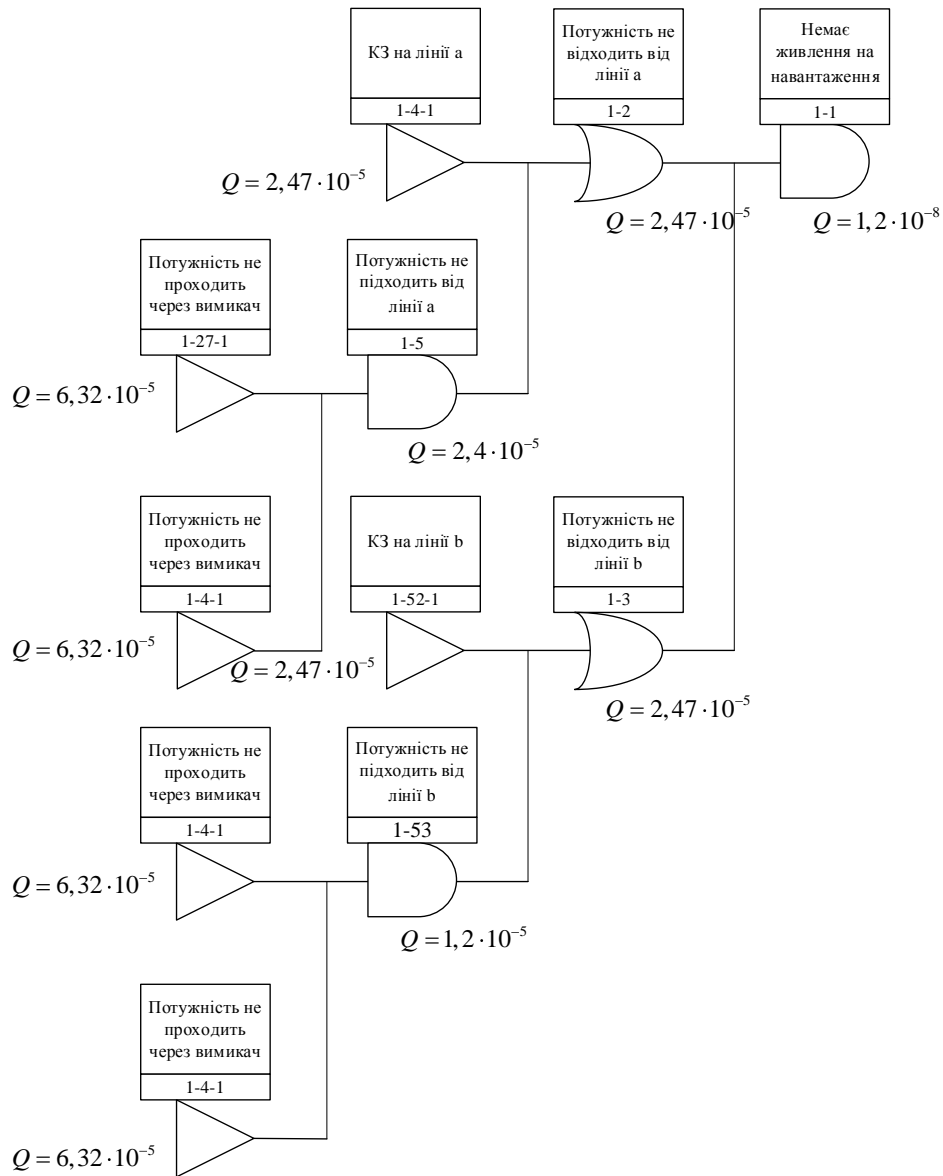 КЗ на лінії а
1-4-1
Потужність не
відходить від
лінії а
1-2
Немає
живлення на
навантаження
1-1
Q = 2,47·10⁻⁵
Q = 2,47·10⁻⁵
Q = 1,2·10⁻⁸
Потужність не
проходить
через вимикач
1-27-1
Потужність не
підходить від
лінії а
1-5
Q = 6,32·10⁻⁵
Q = 2,4·10⁻⁵
Потужність не
проходить
через вимикач
1-4-1
КЗ на лінії b
1-52-1
Потужність не
відходить від
лінії b
1-3
Q = 6,32·10⁻⁵
Q = 2,47·10⁻⁵
Q = 2,47·10⁻⁵
Потужність не
проходить
через вимикач
1-4-1
Потужність не
підходить від
лінії b
1-53
Q = 6,32·10⁻⁵
Q = 1,2·10⁻⁵
Потужність не
проходить
через вимикач
1-4-1
Q = 6,32·10⁻⁵